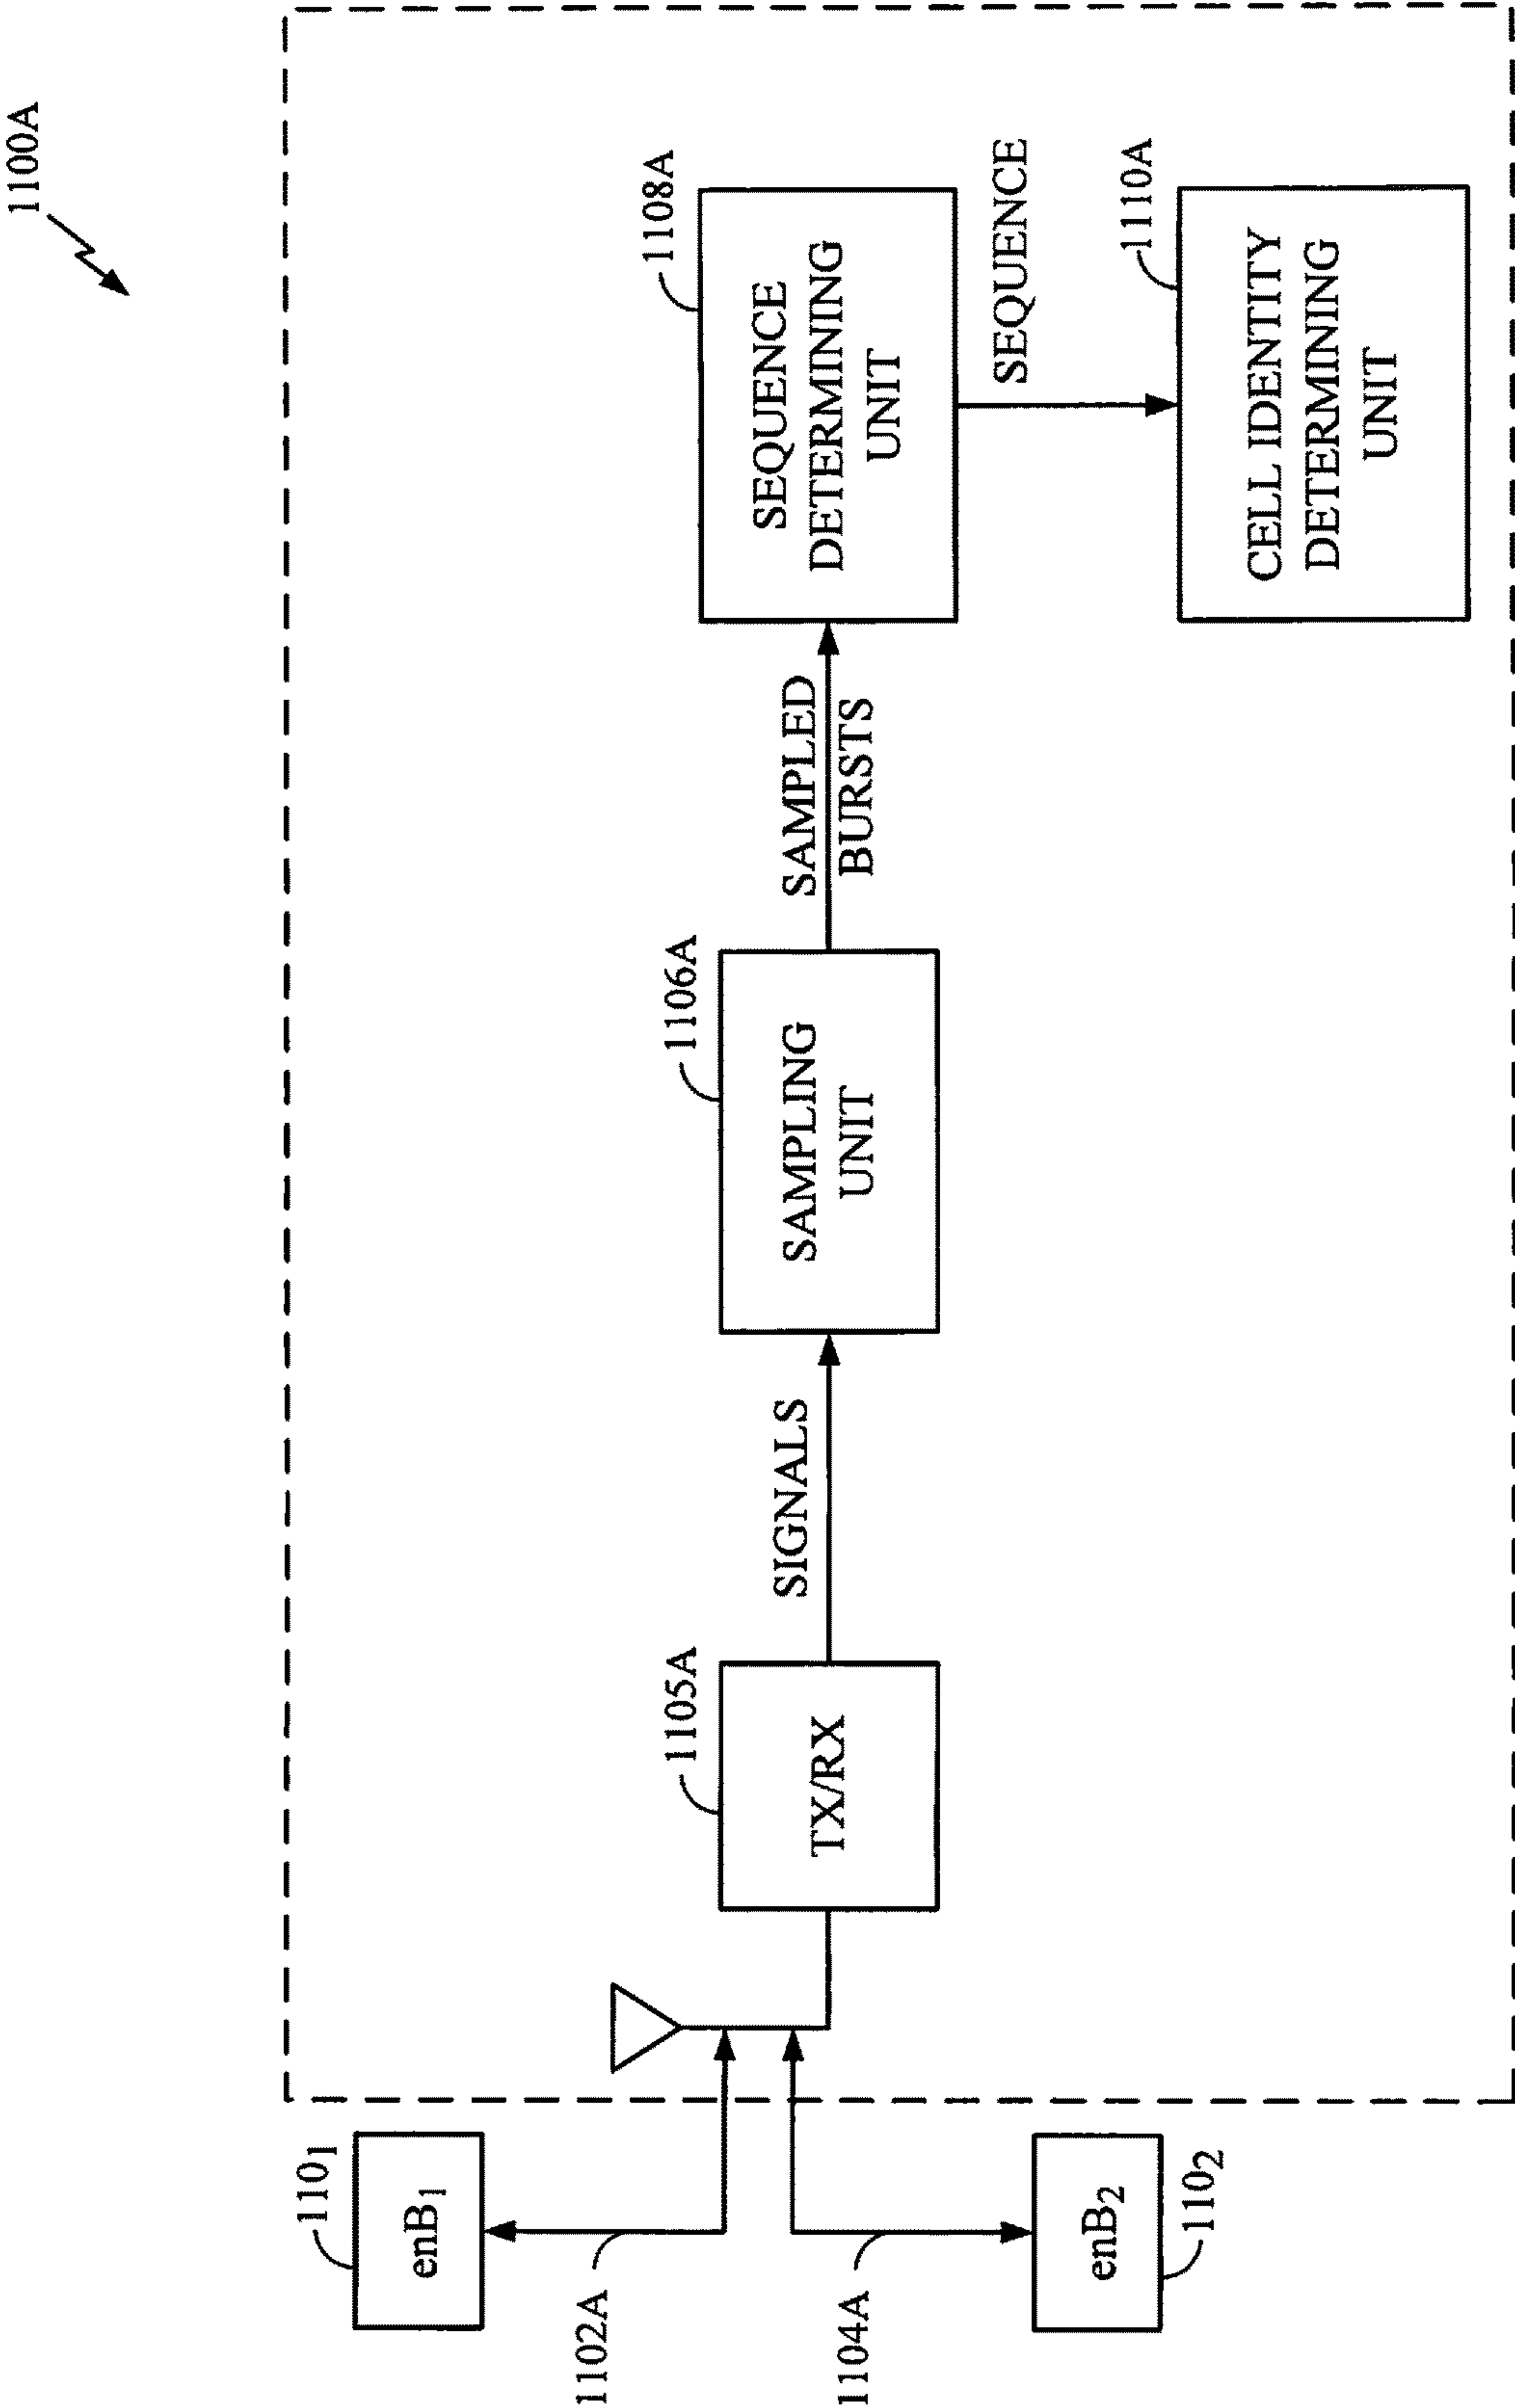 1100A
110₁
enB₁
1102A
1104A
enB₂
110₂
1105A
TX/RX
SIGNALS
1106A
SAMPLING
UNIT
SAMPLED
BURSTS
1108A
SEQUENCE
DETERMINING
UNIT
SEQUENCE
1110A
CELL IDENTITY
DETERMINING
UNIT